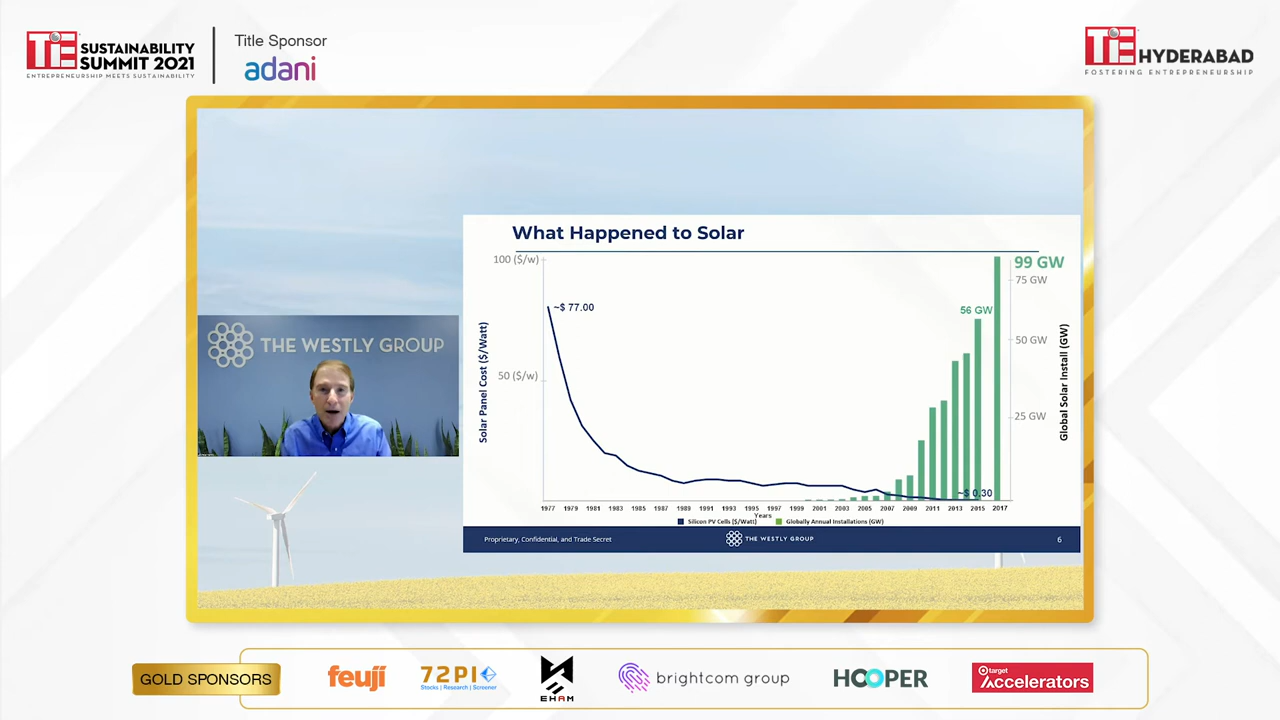 TiE SUSTAINABILITY
SUMMIT 2021
ENTREPRENEURSHIP MEETS SUSTAINABILITY
Title Sponsor
adani
TiE HYDERABAD
FOSTERING ENTREPRENEURSHIP
THE WESTLY GROUP
What Happened to Solar
100 ($/w)
50 ($/w)
Solar Panel Cost ($/Watt)
~$ 77.00
56 GW
99 GW
75 GW
50 GW
25 GW
Global Solar Install (GW)
~$ 0.30
1977 1979 1981 1983 1985 1987 1989 1991 1993 1995 1997 1999 2001 2003 2005 2007 2009 2011 2013 2015 2017
Years
Silicon PV Cells ($/Watt) Globally Annual Installations (GW)
Proprietary, Confidential, and Trade Secret
THE WESTLY GROUP
6
GOLD SPONSORS
feuji
72PI
Stocks | Research | Screener
EHAM
brightcom group
HOOPER
target
Accelerators